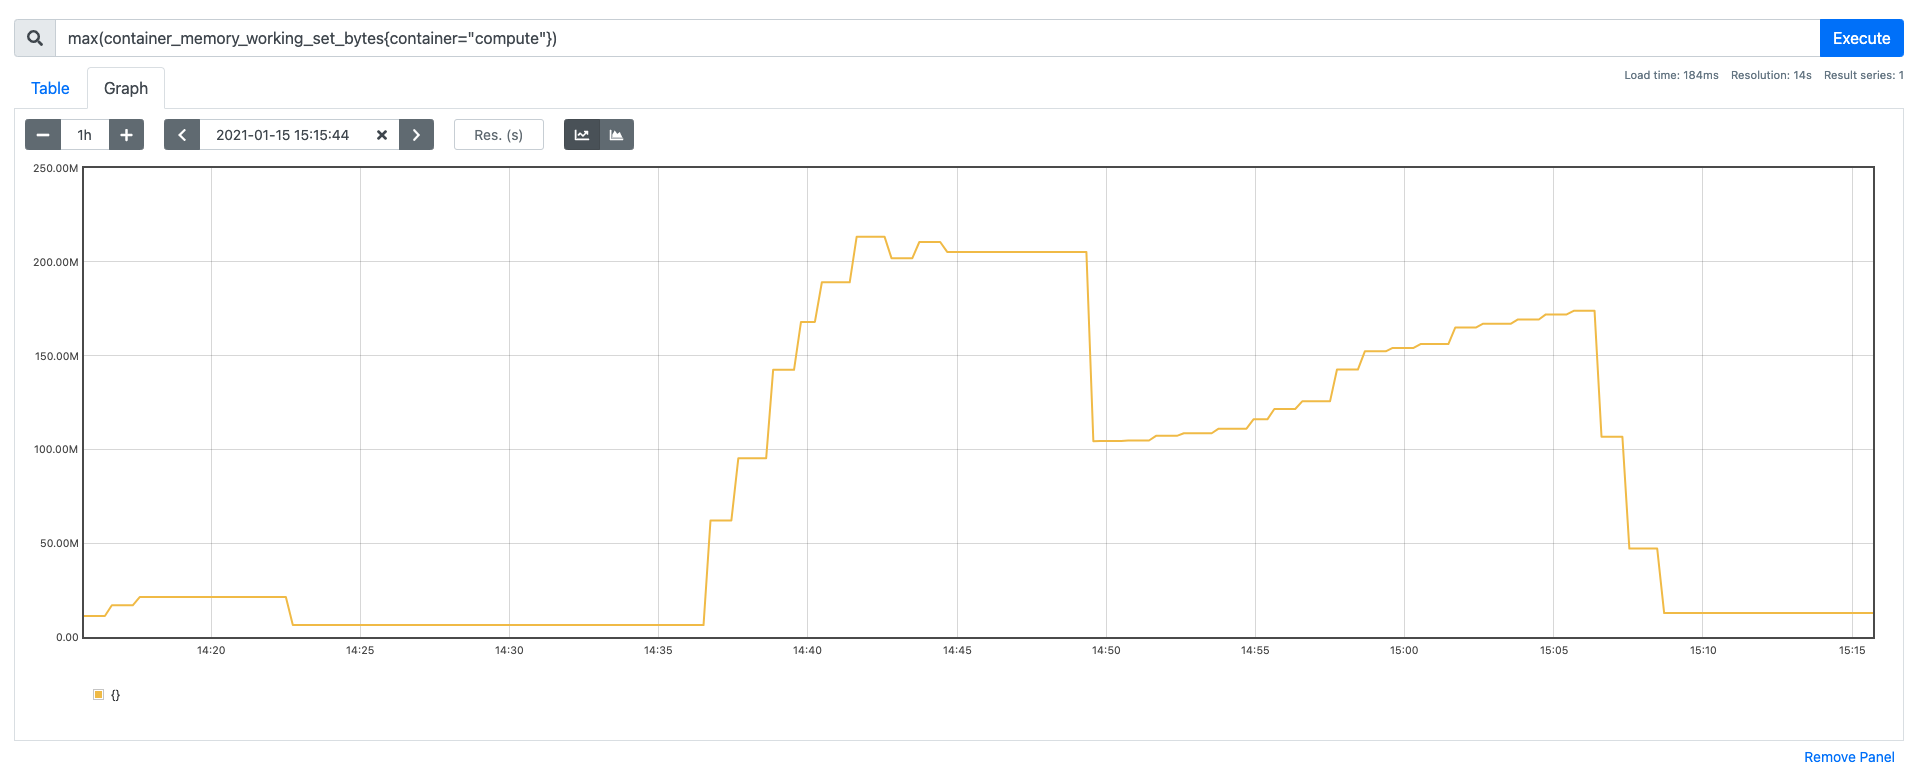 max(container_memory_working_set_bytes{container="compute"})
Execute
Load time: 184ms Resolution: 14s Result series: 1
Table
Graph
1h
2021-01-15 15:15:44
Res. (s)
250.00M
200.00M
150.00M
100.00M
50.00M
0.00
14:20 14:25 14:30 14:35 14:40 14:45 14:50 14:55 15:00 15:05 15:10 15:15
{}
Remove Panel